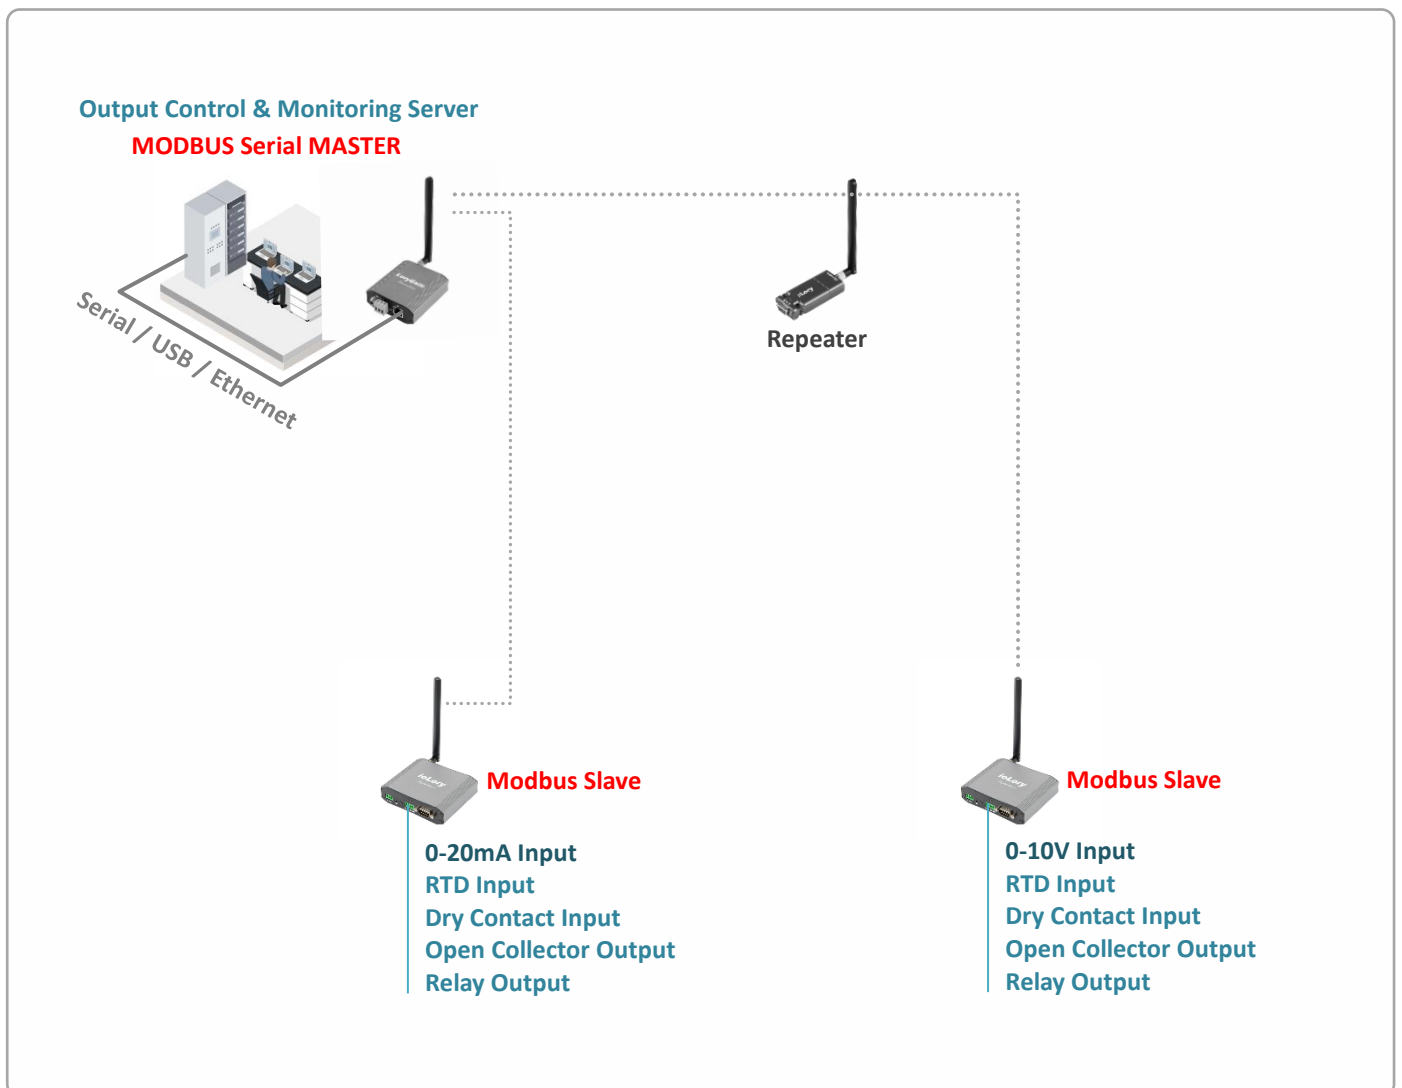 Output Control & Monitoring Server
MODBUS Serial MASTER
Serial / USB / Ethernet
Repeater
ioLory
Modbus Slave
0-20mA Input
RTD Input
Dry Contact Input
Open Collector Output
Relay Output
ioLory
Modbus Slave
0-10V Input
RTD Input
Dry Contact Input
Open Collector Output
Relay Output